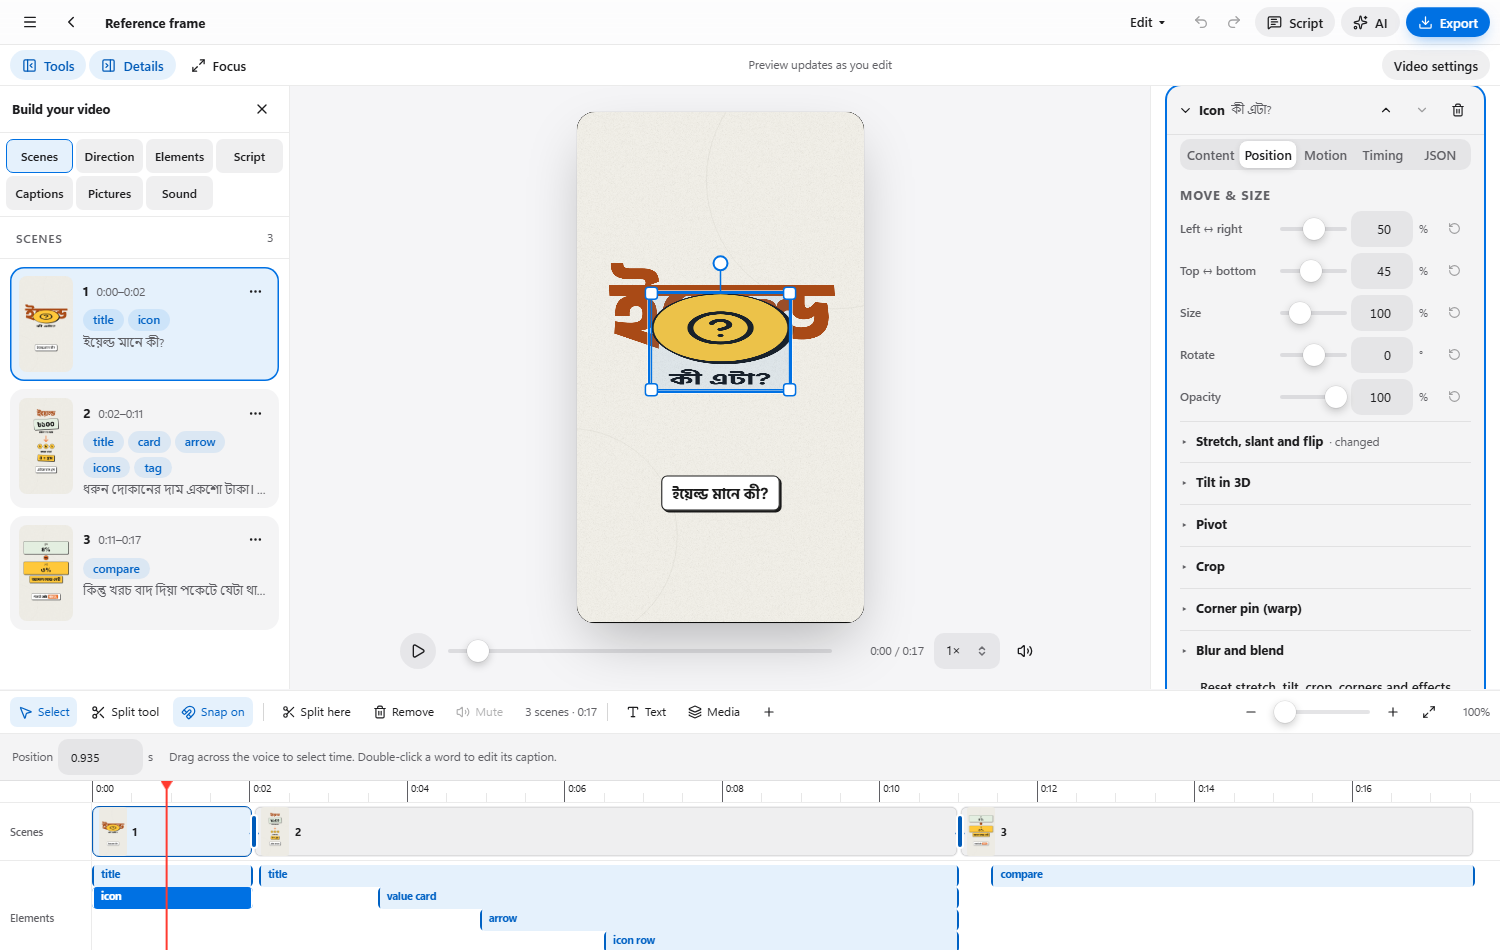 Reference frame
Edit
Script
AI
Export
Tools
Details
Focus
Preview updates as you edit
Video settings
Build your video
Scenes
Direction
Elements
Script
Captions
Pictures
Sound
SCENES
3
1 0:00–0:02
title
icon
ইয়েল্ড মানে কী?
2 0:02–0:11
title
card
arrow
icons
tag
ধরুন দোকানের দাম একশো টাকা। ...
3 0:11–0:17
compare
কিন্তু খরচ বাদ দিয়া পকেটে যেটা থা...
?
কী এটা?
ইয়েল্ড মানে কী?
0:00 / 0:17
1×
Icon কী এটা?
Content
Position
Motion
Timing
JSON
MOVE & SIZE
Left ↔ right
50
%
Top ↔ bottom
45
%
Size
100
%
Rotate
0
°
Opacity
100
%
Stretch, slant and flip · changed
Tilt in 3D
Pivot
Crop
Corner pin (warp)
Blur and blend
Reset stretch, tilt, crop, corners and effects
Select
Split tool
Snap on
Split here
Remove
Mute
3 scenes · 0:17
Text
Media
100%
Position
0.935
s
Drag across the voice to select time. Double-click a word to edit its caption.
0:00
0:02
0:04
0:06
0:08
0:10
0:12
0:14
0:16
Scenes
1
2
3
Elements
title
title
compare
icon
value card
arrow
icon row